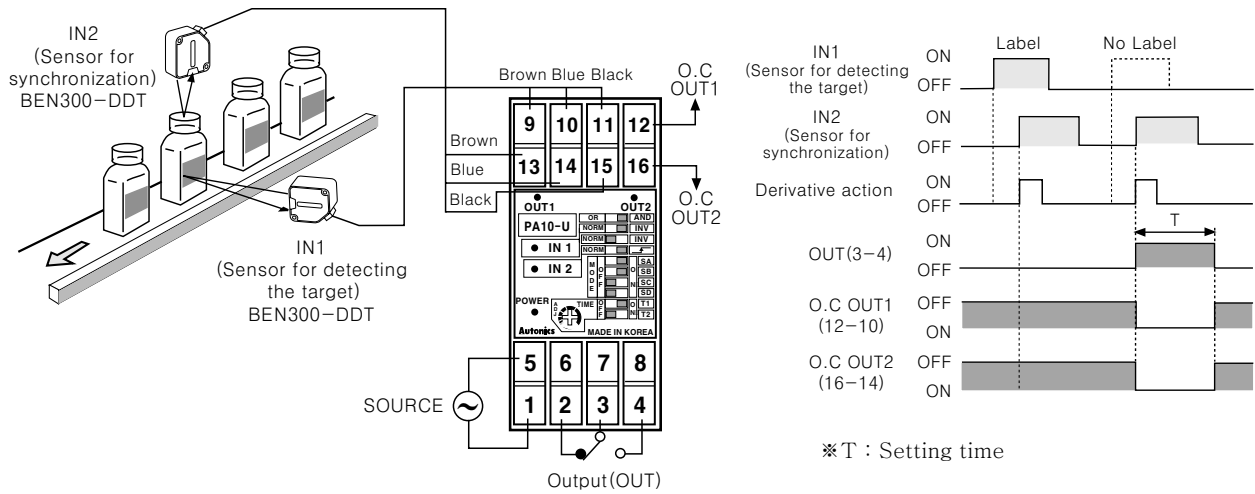 IN2
(Sensor for
synchronization)
BEN300-DDT
IN1
(Sensor for detecting
the target)
BEN300-DDT
Brown Blue Black
O.C
OUT1
9 10 11 12
Brown
13 14 15 16
Blue
Black
O.C
OUT2
OUT1 OUT2
PA10-U
OR AND
NORM INV
NORM INV
NORM
IN 1
IN 2
MODE
OFF
ON
SA
SB
SC
SD
POWER
ADJ
TIME
OFF
ON
T1
T2
Autonics MADE IN KOREA
5 6 7 8
SOURCE
1 2 3 4
Output(OUT)
Label No Label
IN1
(Sensor for detecting
the target)
ON
OFF
IN2
(Sensor for
synchronization)
ON
OFF
Derivative action
ON
OFF
T
OUT(3-4)
ON
OFF
O.C OUT1
(12-10)
OFF
ON
O.C OUT2
(16-14)
OFF
ON
※T : Setting time